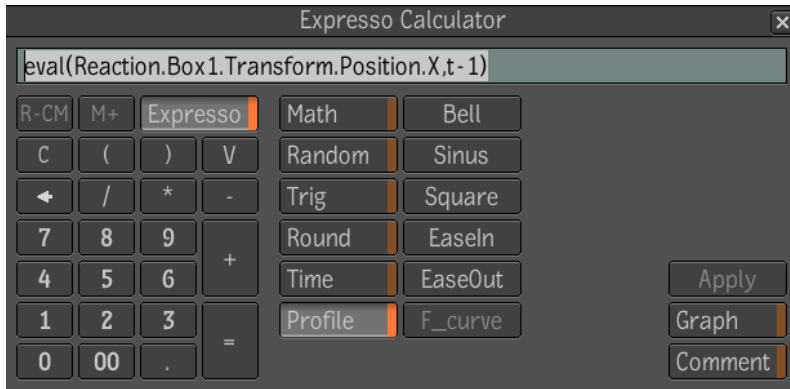 Expresso Calculator
eval(Reaction.Box1.Transform.Position.X,t-1)
R-CM M+ Expresso Math Bell
C ( ) V Random Sinus
/ * - Trig Square
7 8 9 + Round EaseIn
4 5 6 Time EaseOut Apply
1 2 3 = Profile F_curve Graph
0 00 . Comment